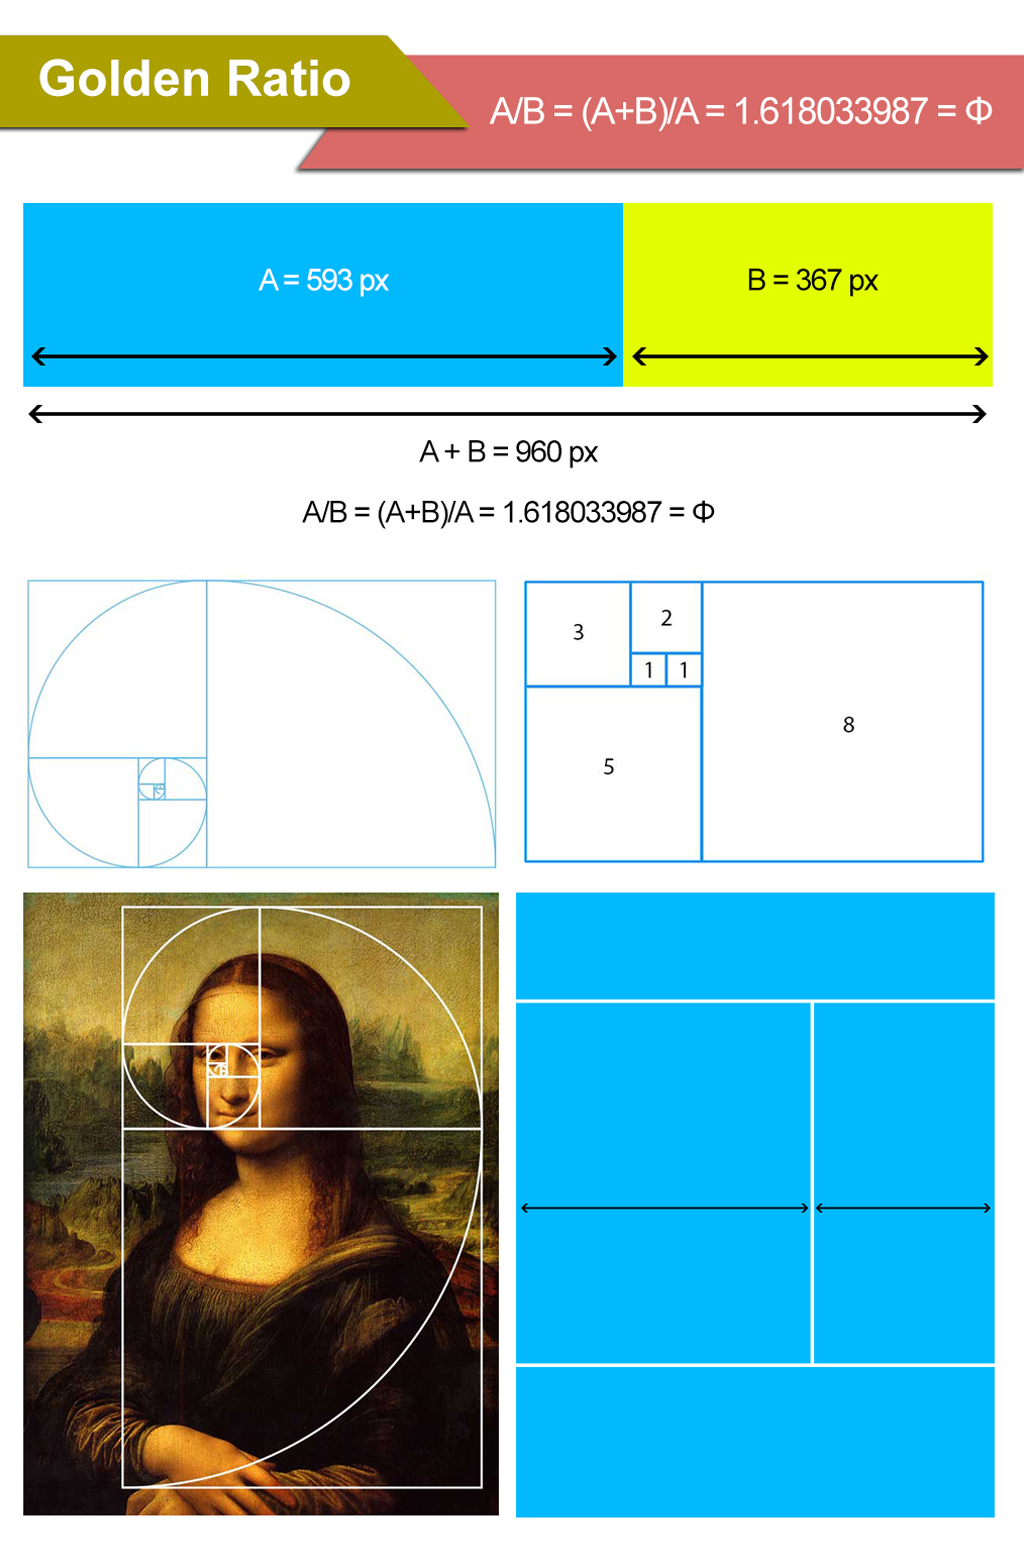 Golden Ratio
A/B = (A+B)/A = 1.618033987 = Φ
A = 593 px
B = 367 px
A + B = 960 px
A/B = (A+B)/A = 1.618033987 = Φ
3
2
1
1
8
5